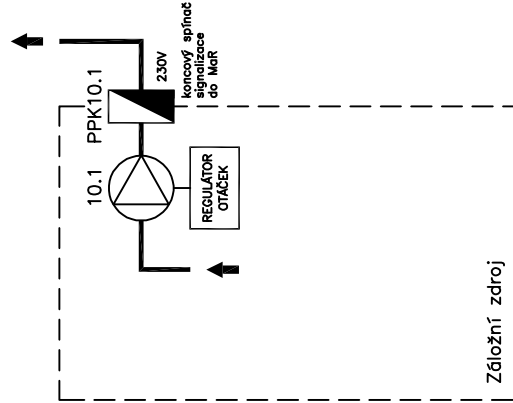 10.1
PPK10.1
230V
koncový spínač
signalizace
do MaR
REGULÁTOR
OTÁČEK
Záložní zdroj